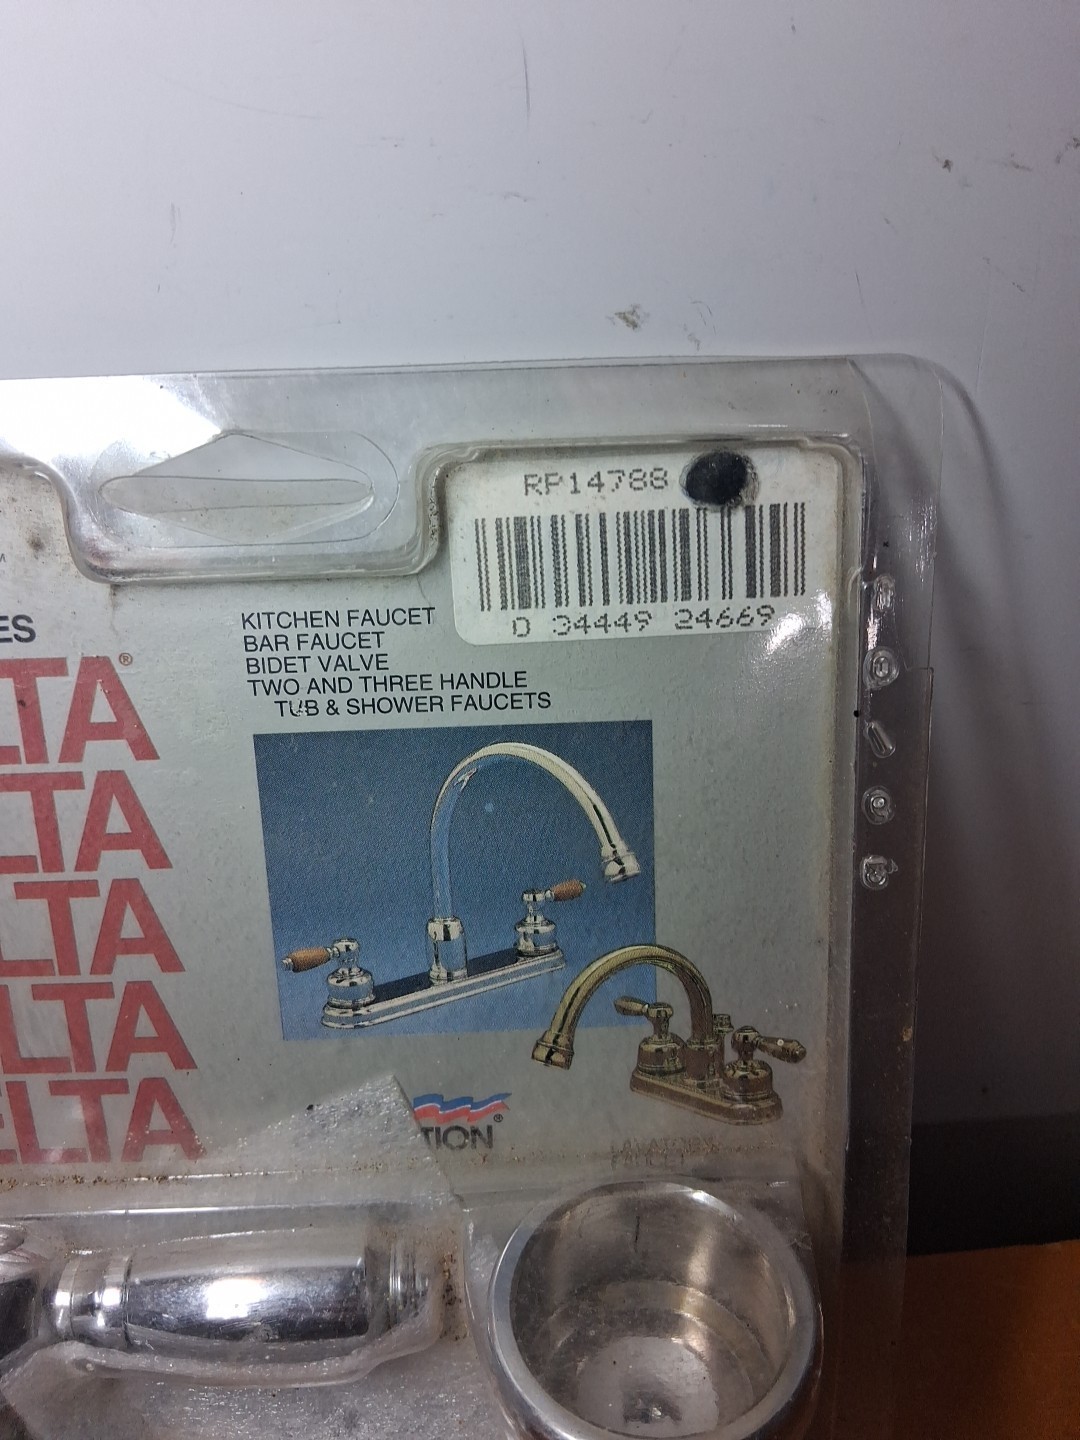 RP14788
0 34449 24669
ES
KITCHEN FAUCET
BAR FAUCET
BIDET VALVE
TWO AND THREE HANDLE
TUB & SHOWER FAUCETS
LTA®
LTA
LTA
LTA
ELTA
TION®